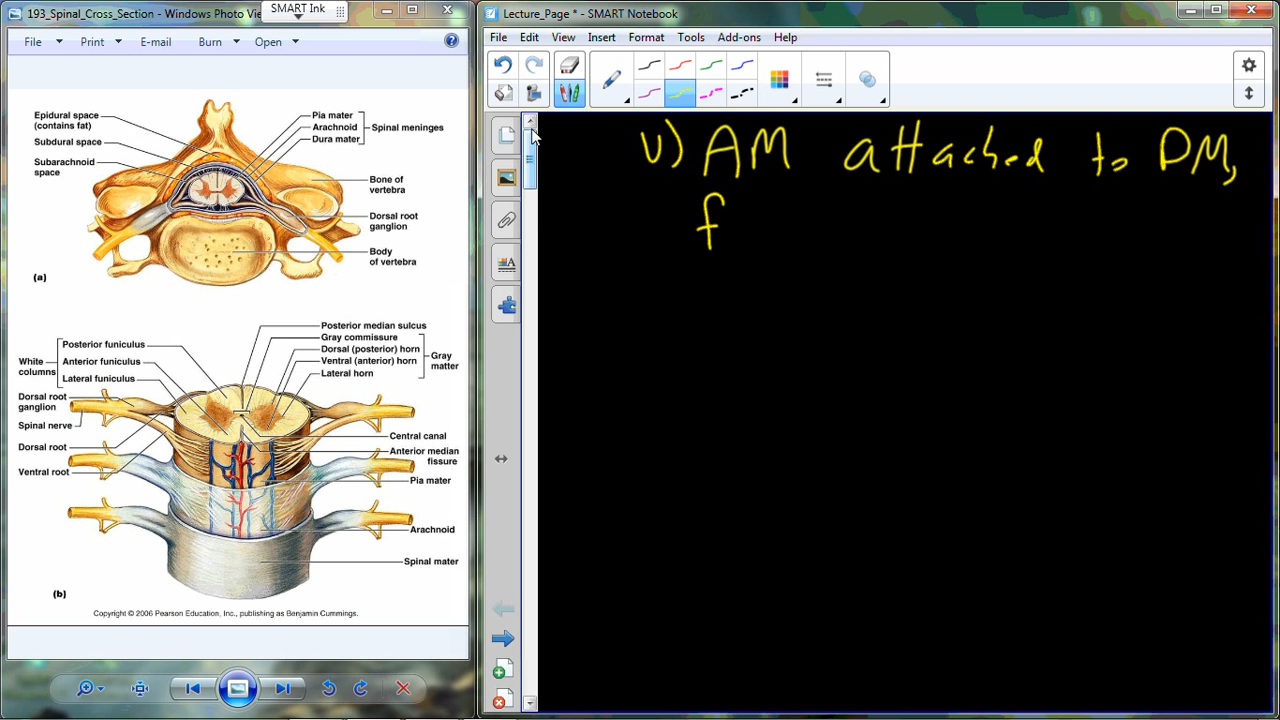 193_Spinal_Cross_Section - Windows Photo Vie
SMART Ink
File Print E-mail Burn Open
Epidural space
(contains fat)
Subdural space
Subarachnoid
space
Pia mater
Arachnoid
Dura mater
Spinal meninges
Bone of
vertebra
Dorsal root
ganglion
Body
of vertebra
(a)
Posterior median sulcus
Gray commissure
Dorsal (posterior) horn
Ventral (anterior) horn
Lateral horn
Gray
matter
White
columns
Posterior funiculus
Anterior funiculus
Lateral funiculus
Dorsal root
ganglion
Spinal nerve
Dorsal root
Ventral root
Central canal
Anterior median
fissure
Pia mater
Arachnoid
Spinal mater
(b)
Copyright © 2006 Pearson Education, Inc., publishing as Benjamin Cummings.
Lecture_Page * - SMART Notebook
File Edit View Insert Format Tools Add-ons Help
v) AM attached to DM,
f